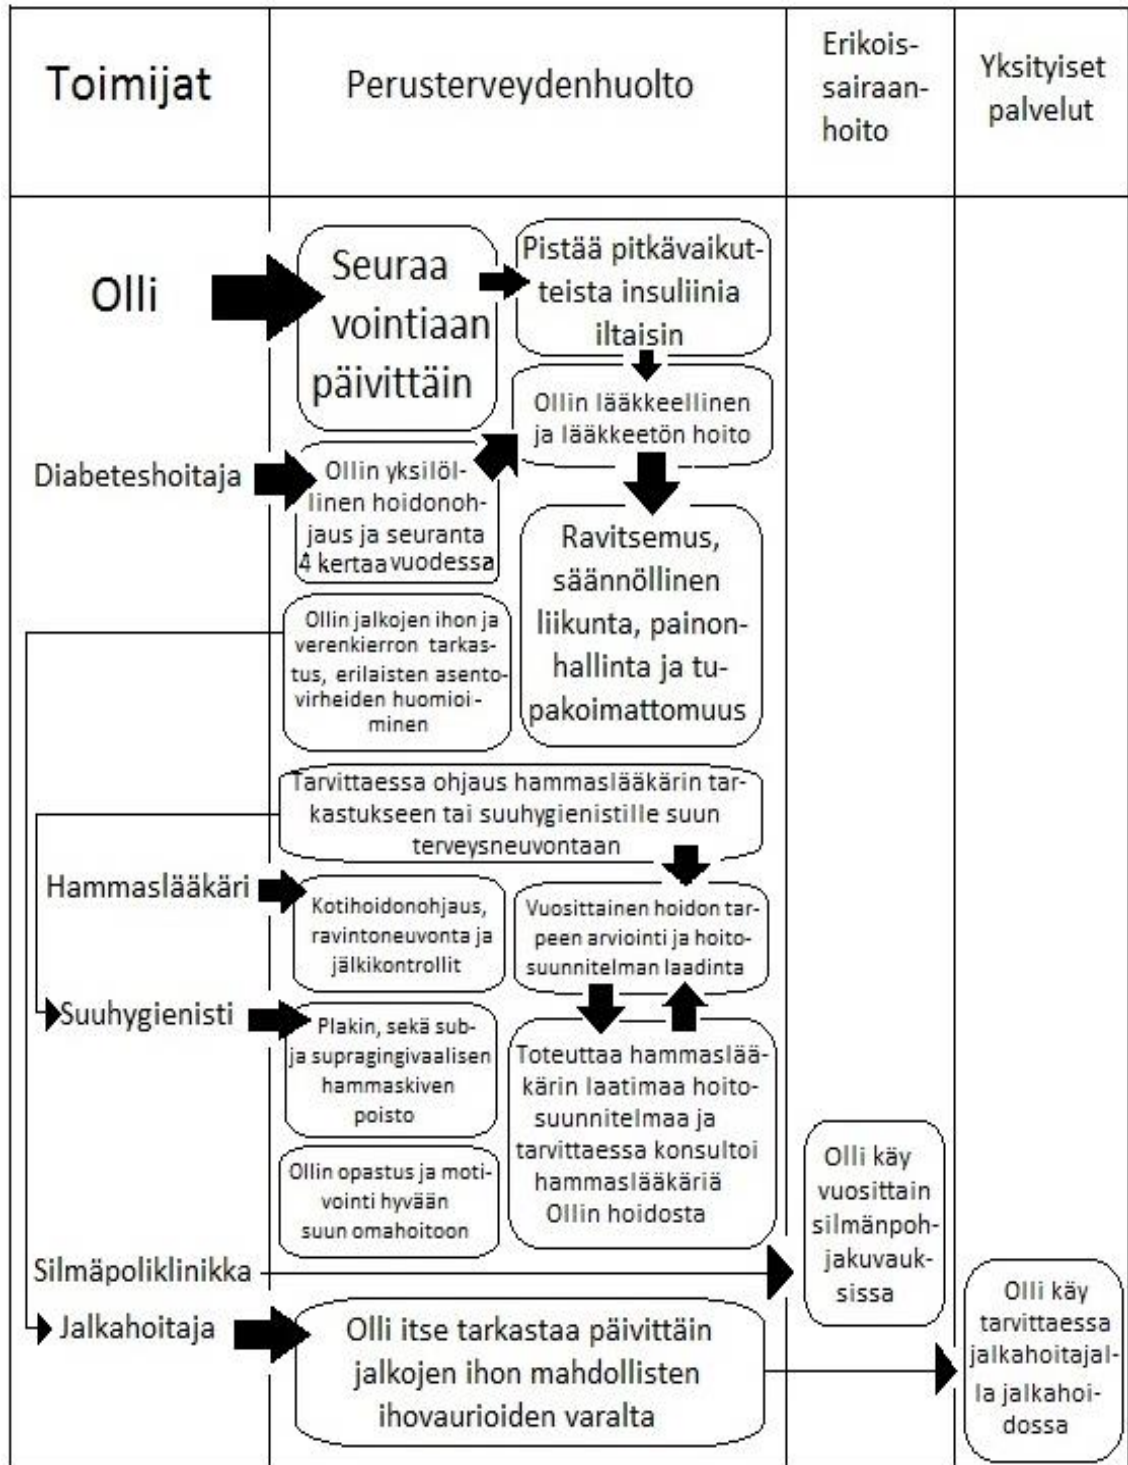 Toimijat
Perusterveydenhuolto
Erikois-
sairaan-
hoito
Yksityiset
palvelut
Olli
Seuraa
vointiaan
päivittäin
Pistää pitkävaikut-
teista insuliinia
iltaisin
Ollin lääkkeellinen
ja lääkkeetön hoito
Diabeteshoitaja
Ollin yksilöl-
linen hoidonoh-
jaus ja seuranta
4 kertaa vuodessa
Ravitsemus,
säännöllinen
liikunta, painon-
hallinta ja tu-
pakoimattomuus
Ollin jalkojen ihon ja
verenkierron tarkas-
tus, erilaisten asento-
virheiden huomioi-
minen
Tarvittaessa ohjaus hammaslääkärin tar-
kastukseen tai suuhygienistille suun
terveysneuvontaan
Hammaslääkäri
Kotihoidonohjaus,
ravintoneuvonta ja
jälkikontrollit
Vuosittainen hoidon tar-
peen arviointi ja hoito-
suunnitelman laadinta
Suuhygienisti
Plakin, sekä sub-
ja supragingivaalisen
hammaskiven
poisto
Toteuttaa hammaslää-
kärin laatimaa hoito-
suunnitelmaa ja
tarvittaessa konsultoi
hammaslääkäriä
Ollin hoidosta
Ollin opastus ja moti-
vointi hyvään
suun omahoitoon
Silmäpoliklinikka
Olli käy
vuosittain
silmänpoh-
jakuvauk-
sissa
Jalkahoitaja
Olli itse tarkastaa päivittäin
jalkojen ihon mahdollisten
ihovaurioiden varalta
Olli käy
tarvittaessa
jalkahoitajal-
la jalkahoi-
dossa